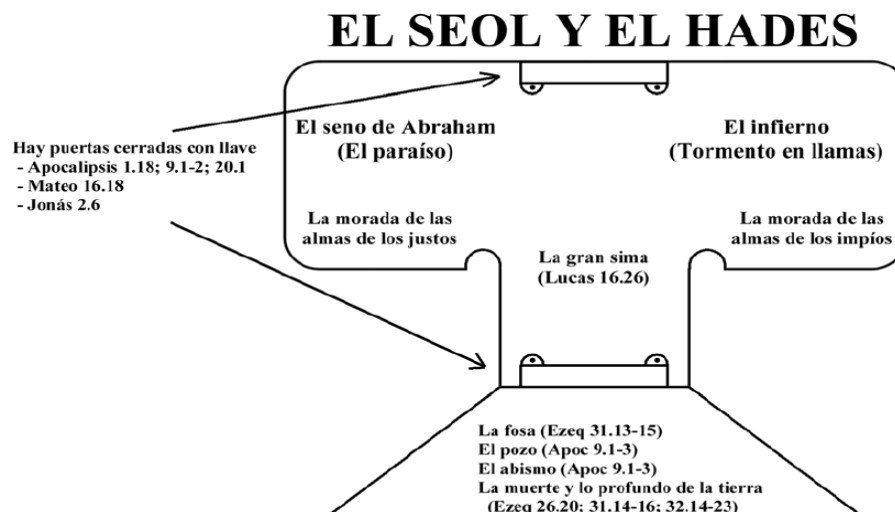 EL SEOL Y EL HADES
El seno de Abraham
(El paraíso)
El infierno
(Tormento en llamas)
Hay puertas cerradas con llave
- Apocalipsis 1.18; 9.1-2; 20.1
- Mateo 16.18
- Jonás 2.6
La morada de las
almas de los justos
La morada de las
almas de los impíos
La gran sima
(Lucas 16.26)
La fosa (Ezeq 31.13-15)
El pozo (Apoc 9.1-3)
El abismo (Apoc 9.1-3)
La muerte y lo profundo de la tierra
(Ezeq 26.20; 31.14-16; 32.14-23)